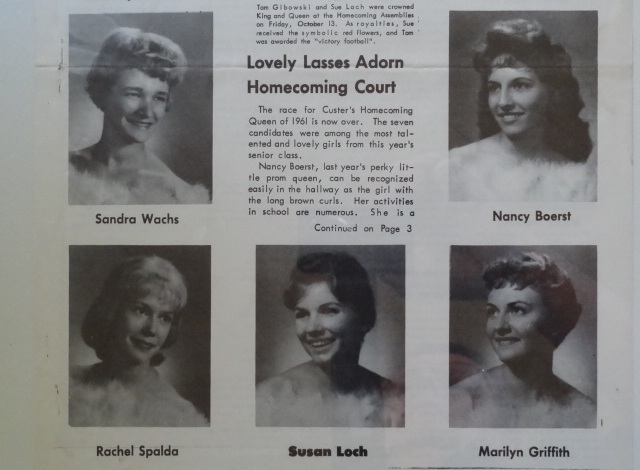 Tom Gibowski and Sue Loch were crowned
King and Queen at the Homecoming Assemblies
on Friday, October 13. As royalties, Sue
received the symbolic red flowers, and Tom
was awarded the "victory football".
Lovely Lasses Adorn
Homecoming Court
The race for Custer's Homecoming
Queen of 1961 is now over. The seven
candidates were among the most tal-
ented and lovely girls from this year's
senior class.
Nancy Boerst, last year's perky lit-
tle prom queen, can be recognized
easily in the hallway as the girl with
the long brown curls. Her activities
in school are numerous. She is a
Continued on Page 3
Sandra Wachs
Nancy Boerst
Rachel Spalda
Susan Loch
Marilyn Griffith